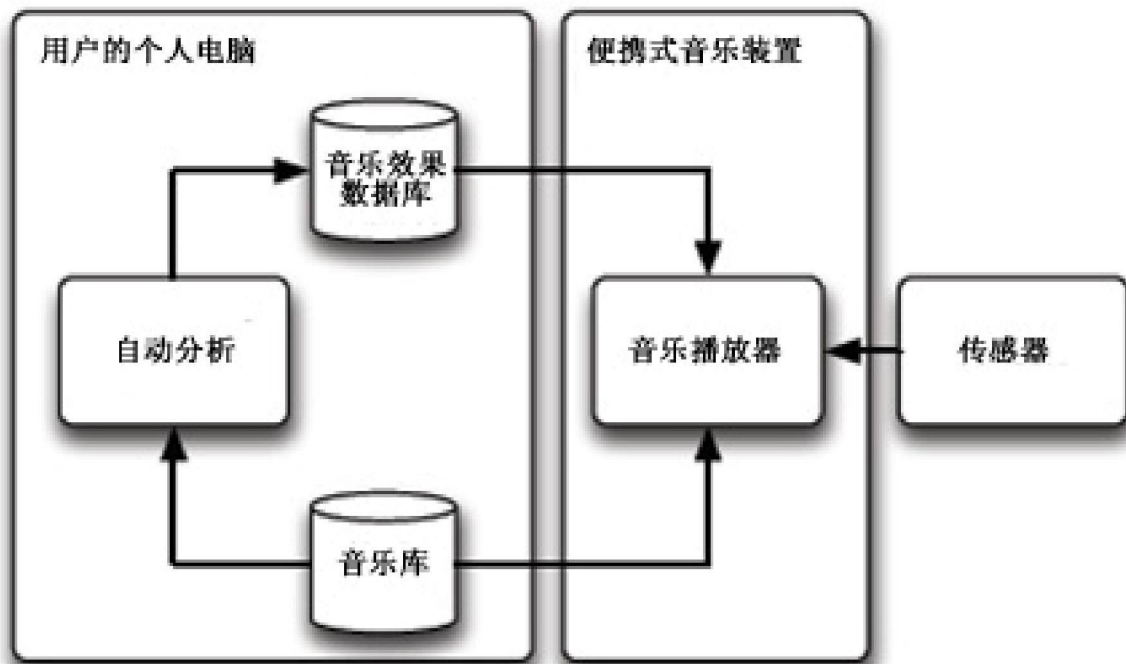 用户的个人电脑
便携式音乐装置
音乐效果
数据库
自动分析
音乐播放器
传感器
音乐库